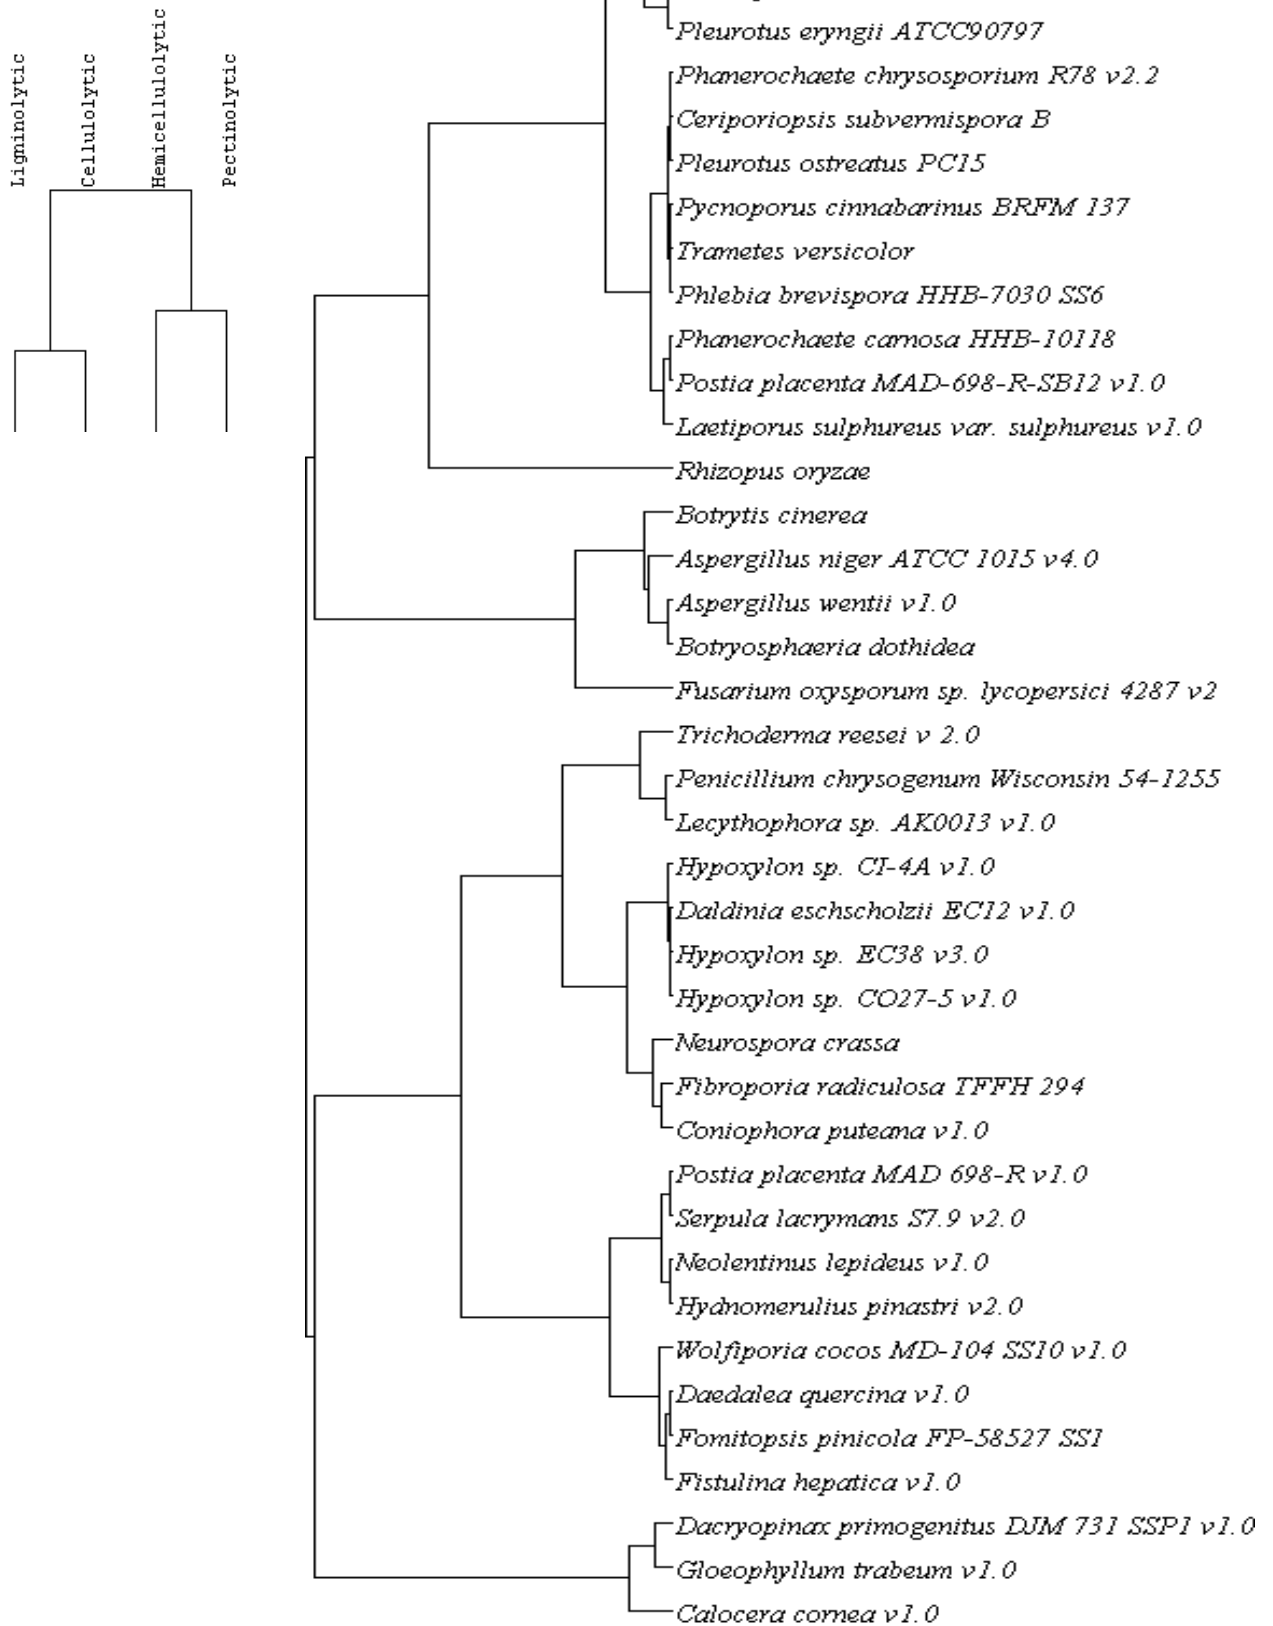 Ligninolytic
Cellulolytic
Hemicellulolytic
Pectinolytic
Pleurotus eryngii ATCC90797
Phanerochaete chrysosporium R78 v2.2
Ceriporiopsis subvermispora B
Pleurotus ostreatus PC15
Pycnoporus cinnabarinus BRFM 137
Trametes versicolor
Phlebia brevispora HHB-7030 SS6
Phanerochaete carnosa HHB-10118
Postia placenta MAD-698-R-SB12 v1.0
Laetiporus sulphureus var. sulphureus v1.0
Rhizopus oryzae
Botrytis cinerea
Aspergillus niger ATCC 1015 v4.0
Aspergillus wentii v1.0
Botryosphaeria dothidea
Fusarium oxysporum sp. lycopersici 4287 v2
Trichoderma reesei v 2.0
Penicillium chrysogenum Wisconsin 54-1255
Lecythophora sp. AK0013 v1.0
Hypoxylon sp. CI-4A v1.0
Daldinia eschscholzii EC12 v1.0
Hypoxylon sp. EC38 v3.0
Hypoxylon sp. CO27-5 v1.0
Neurospora crassa
Fibroporia radiculosa TFFH 294
Coniophora puteana v1.0
Postia placenta MAD 698-R v1.0
Serpula lacrymans S7.9 v2.0
Neolentinus lepideus v1.0
Hydnomerulius pinastri v2.0
Wolfiporia cocos MD-104 SS10 v1.0
Daedalea quercina v1.0
Fomitopsis pinicola FP-58527 SS1
Fistulina hepatica v1.0
Dacryopinax primogenitus DJM 731 SSP1 v1.0
Gloeophyllum trabeum v1.0
Calocera cornea v1.0